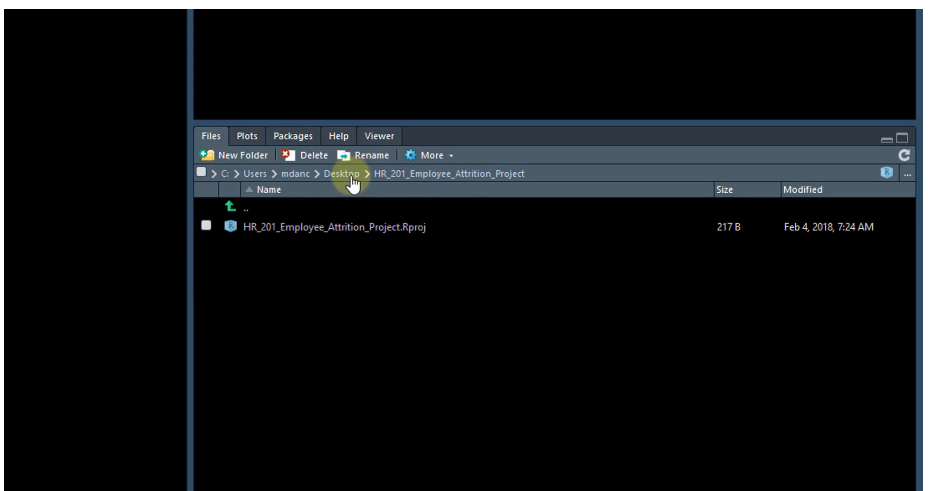 Files Plots Packages Help Viewer
New Folder Delete Rename More
C: Users mdanc Desktop HR_201_Employee_Attrition_Project ...
Name Size Modified
..
HR_201_Employee_Attrition_Project.Rproj 217 B Feb 4, 2018, 7:24 AM